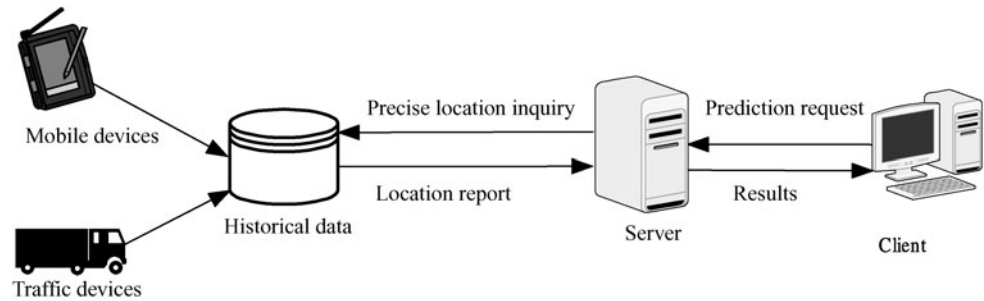 Mobile devices
Traffic devices
Historical data
Precise location inquiry
Location report
Server
Prediction request
Results
Client